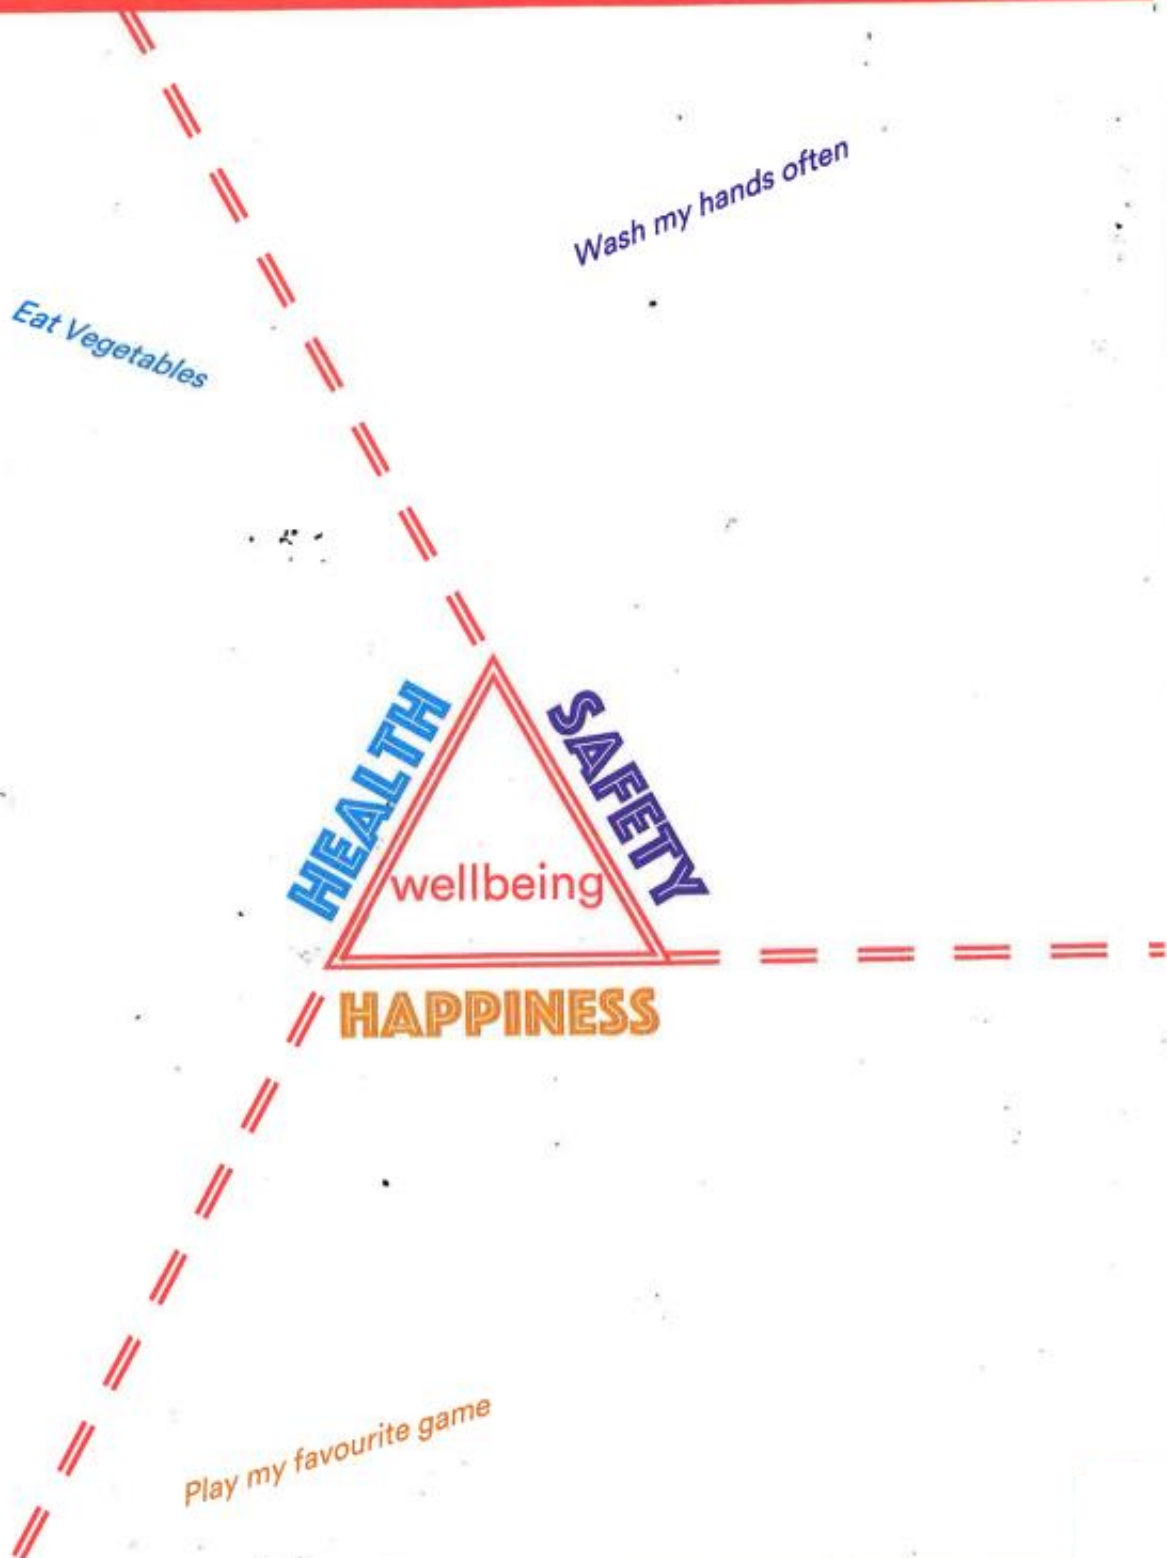 Wash my hands often
Eat Vegetables
HEALTH
SAFETY
wellbeing
HAPPINESS
Play my favourite game